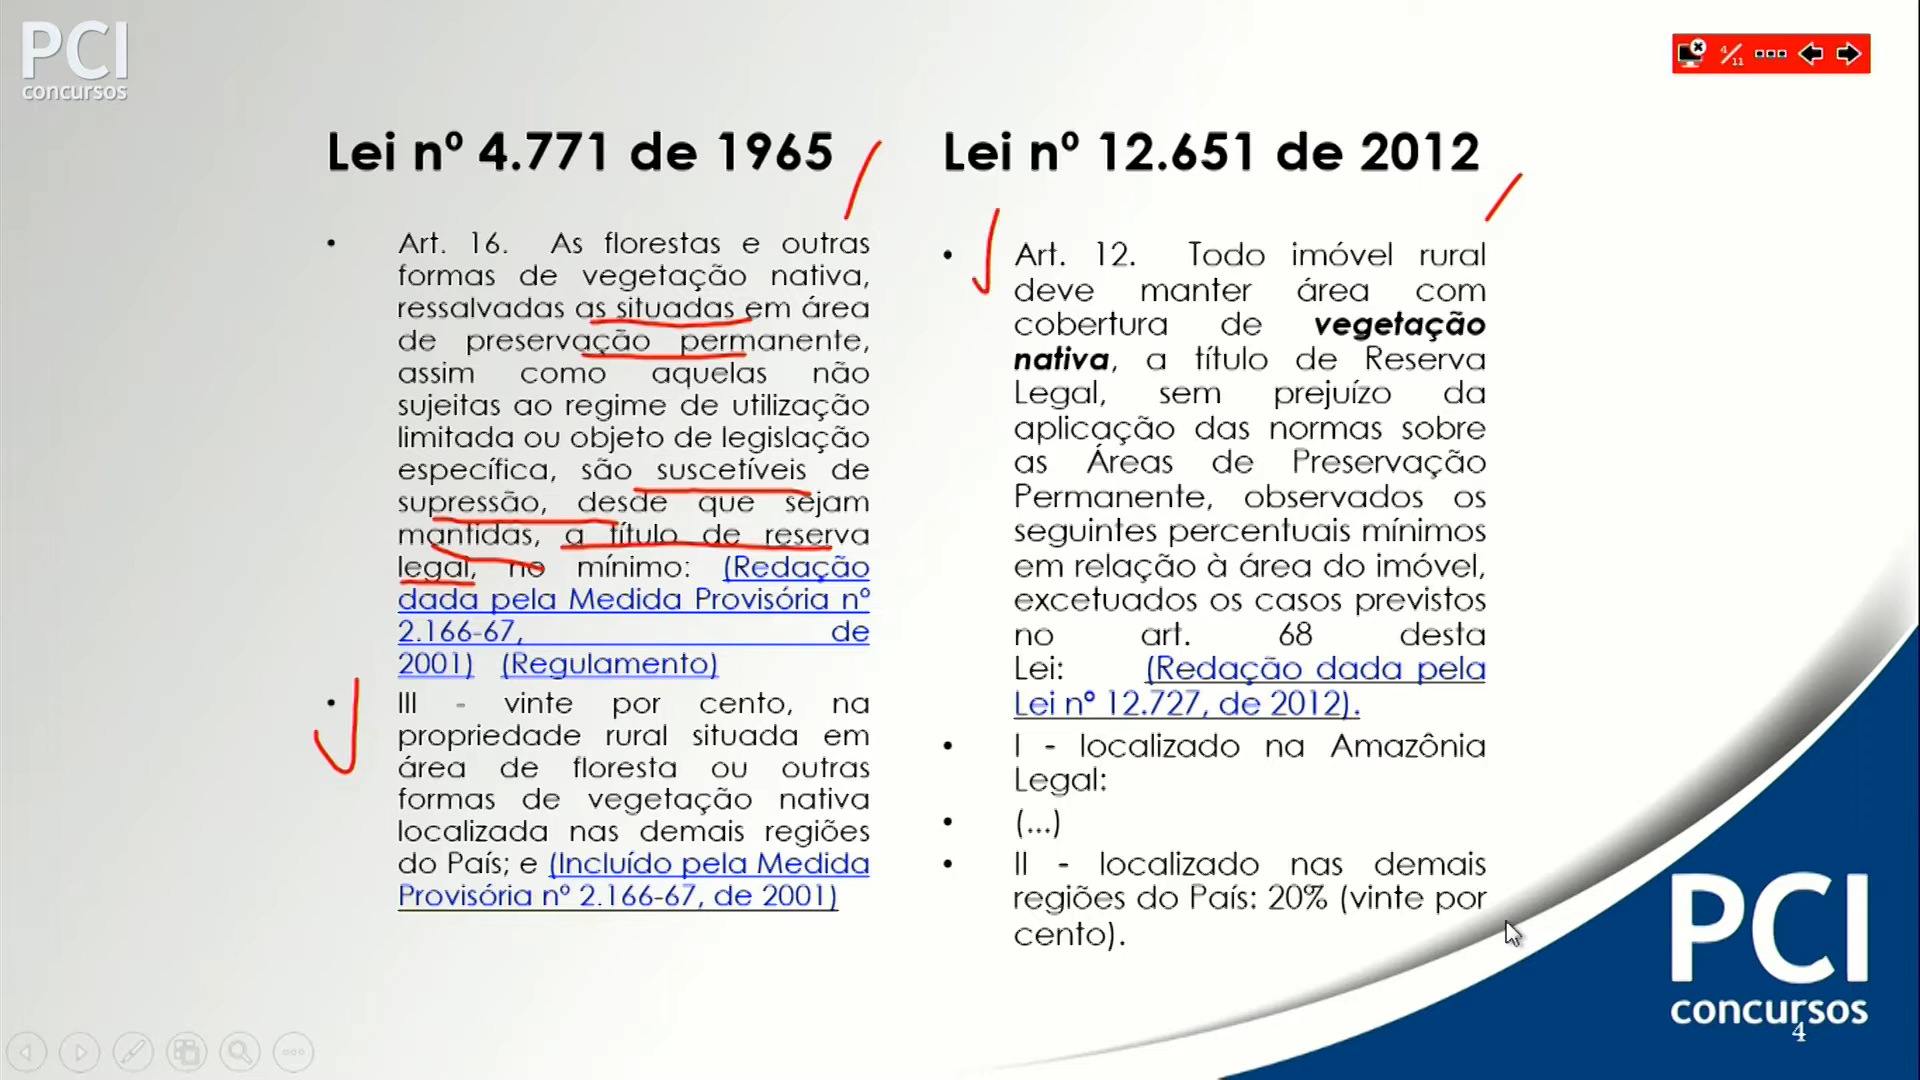 PCI
concursos
4/11
Lei nº 4.771 de 1965
• Art. 16. As florestas e outras
formas de vegetação nativa,
ressalvadas as situadas em área
de preservação permanente,
assim como aquelas não
sujeitas ao regime de utilização
limitada ou objeto de legislação
específica, são suscetíveis de
supressão, desde que sejam
mantidas, a título de reserva
legal, no mínimo: (Redação
dada pela Medida Provisória nº
2.166-67, de
2001) (Regulamento)
• III - vinte por cento, na
propriedade rural situada em
área de floresta ou outras
formas de vegetação nativa
localizada nas demais regiões
do País; e (Incluído pela Medida
Provisória nº 2.166-67, de 2001)
Lei nº 12.651 de 2012
• Art. 12. Todo imóvel rural
deve manter área com
cobertura de vegetação
nativa, a título de Reserva
Legal, sem prejuízo da
aplicação das normas sobre
as Áreas de Preservação
Permanente, observados os
seguintes percentuais mínimos
em relação à área do imóvel,
excetuados os casos previstos
no art. 68 desta
Lei: (Redação dada pela
Lei nº 12.727, de 2012).
• I - localizado na Amazônia
Legal:
• (...)
• II - localizado nas demais
regiões do País: 20% (vinte por
cento).
PCI
concursos
4